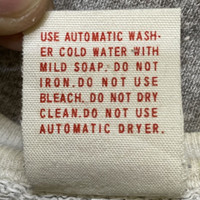 USE AUTOMATIC WASH-
ER COLD WATER WITH
MILD SOAP. DO NOT
IRON. DO NOT USE
BLEACH. DO NOT DRY
CLEAN. DO NOT USE
AUTOMATIC DRYER.